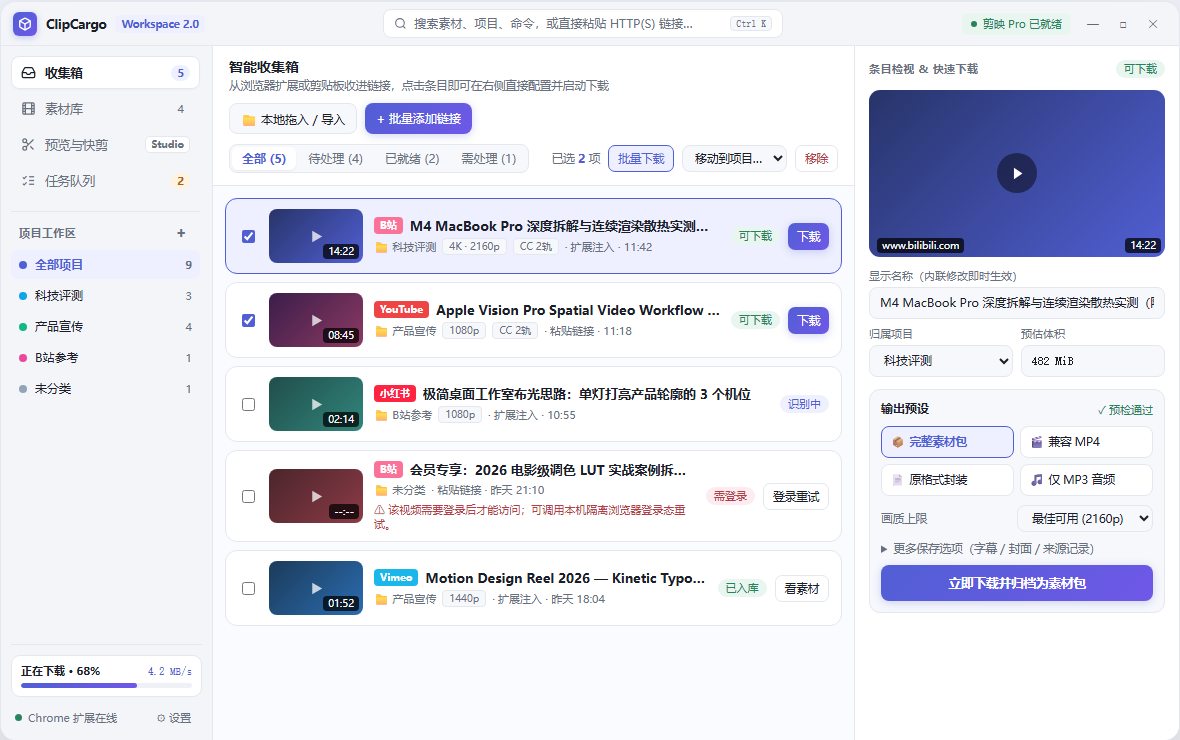 ClipCargo Workspace 2.0
搜索素材、项目、命令，或直接粘贴 HTTP(S) 链接... Ctrl K
剪映 Pro 已就绪
收集箱 5
素材库 4
预览与快剪 Studio
任务队列 2
项目工作区 +
全部项目 9
科技评测 3
产品宣传 4
B站参考 1
未分类 1
正在下载 • 68% 4.2 MB/s
Chrome 扩展在线 设置
智能收集箱
从浏览器扩展或剪贴板收进链接，点击条目即可在右侧直接配置并启动下载
本地拖入 / 导入 + 批量添加链接
全部 (5) 待处理 (4) 已就绪 (2) 需处理 (1) 已选 2 项 批量下载 移动到项目... 移除
14:22
B站 M4 MacBook Pro 深度拆解与连续渲染散热实测...
科技评测 4K · 2160p CC 2轨 · 扩展注入 · 11:42
可下载 下载
08:45
YouTube Apple Vision Pro Spatial Video Workflow ...
产品宣传 1080p CC 2轨 · 粘贴链接 · 11:18
可下载 下载
02:14
小红书 极简桌面工作室布光思路：单灯打亮产品轮廓的 3 个机位
B站参考 1080p · 扩展注入 · 10:55
识别中
--:--
B站 会员专享：2026 电影级调色 LUT 实战案例拆...
未分类 · 粘贴链接 · 昨天 21:10
⚠ 该视频需要登录后才能访问；可调用本机隔离浏览器登录态重
试。
需登录 登录重试
01:52
Vimeo Motion Design Reel 2026 — Kinetic Typo...
产品宣传 1440p · 扩展注入 · 昨天 18:04
已入库 看素材
条目检视 & 快速下载 可下载
www.bilibili.com 14:22
显示名称（内联修改即时生效）
M4 MacBook Pro 深度拆解与连续渲染散热实测（
归属项目 预估体积
科技评测 482 MiB
输出预设 ✓ 预检通过
完整素材包 兼容 MP4
原格式封装 仅 MP3 音频
画质上限 最佳可用 (2160p)
▸ 更多保存选项（字幕 / 封面 / 来源记录）
立即下载并归档为素材包